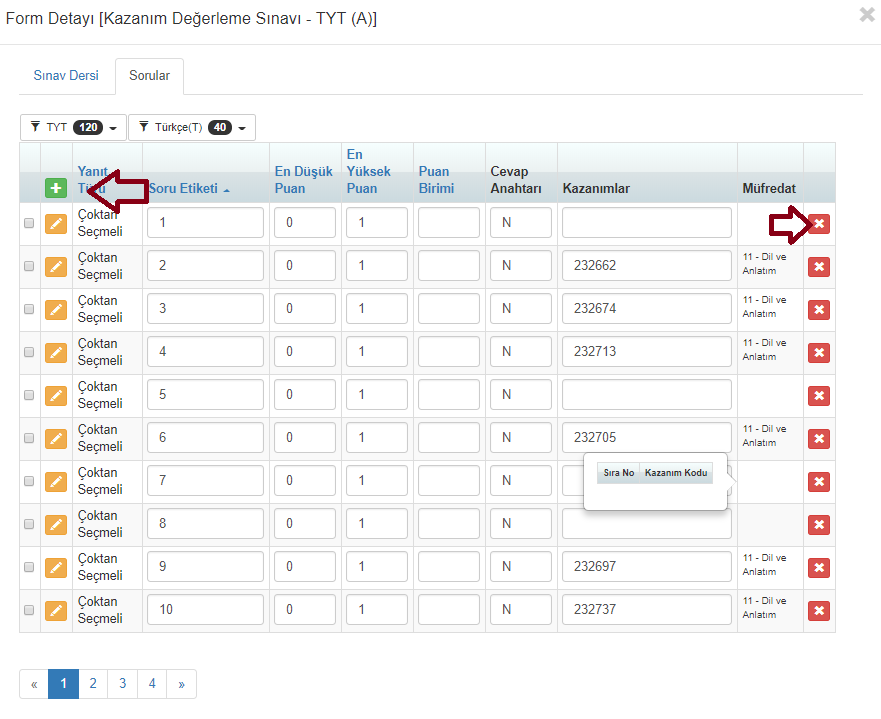 Form Detayı [Kazanım Değerleme Sınavı - TYT (A)]
Sınav Dersi Sorular
TYT 120 Türkçe(T) 40
Yanıt Türü Soru Etiketi En Düşük Puan En Yüksek Puan Puan Birimi Cevap Anahtarı Kazanımlar Müfredat
Çoktan Seçmeli 1 0 1 N
Çoktan Seçmeli 2 0 1 N 232662 11 - Dil ve Anlatım
Çoktan Seçmeli 3 0 1 N 232674 11 - Dil ve Anlatım
Çoktan Seçmeli 4 0 1 N 232713 11 - Dil ve Anlatım
Çoktan Seçmeli 5 0 1 N
Çoktan Seçmeli 6 0 1 N 232705 11 - Dil ve Anlatım
Sıra No Kazanım Kodu
Çoktan Seçmeli 7 0 1 N
Çoktan Seçmeli 8 0 1 N
Çoktan Seçmeli 9 0 1 N 232697 11 - Dil ve Anlatım
Çoktan Seçmeli 10 0 1 N 232737 11 - Dil ve Anlatım
« 1 2 3 4 »